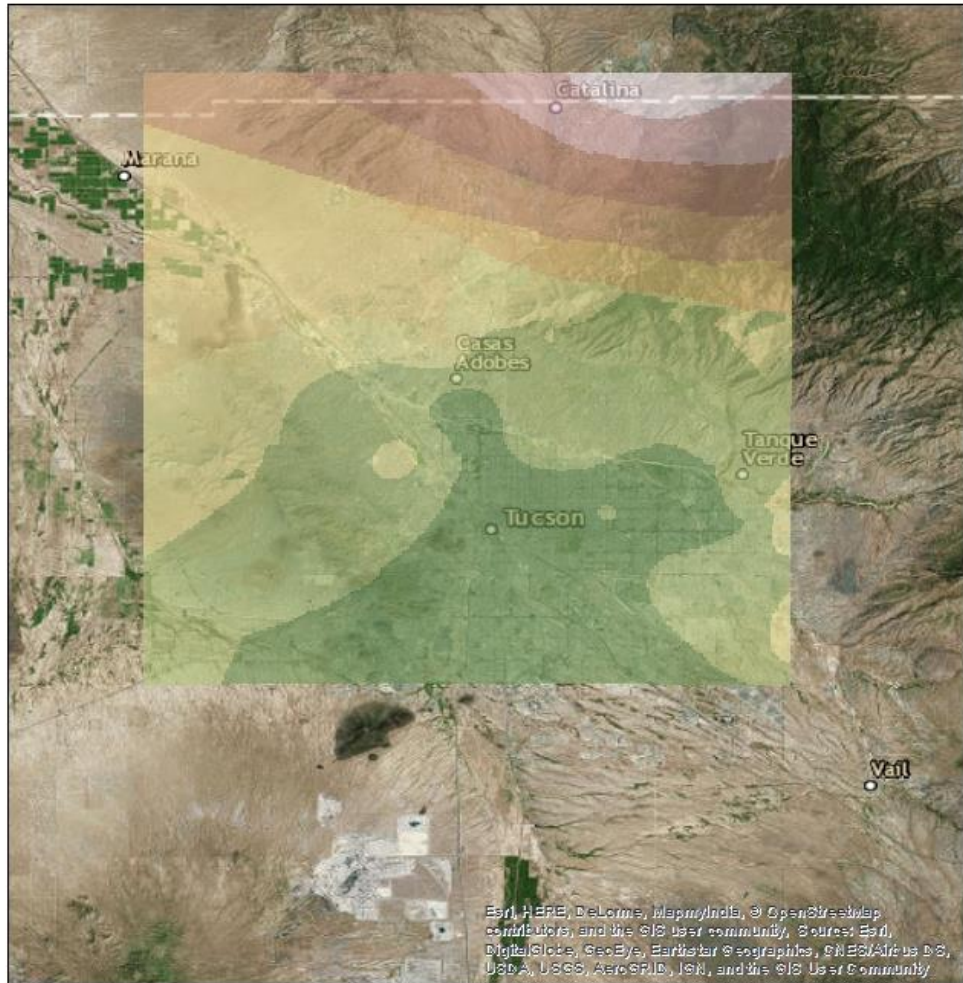 Catalina
Marana
Casas
Adobes
Tanque
Verde
Tucson
Vail
Esri, HERE, DeLorme, MapmyIndia, © OpenStreetMap
contributors, and the GIS user community, Source: Esri,
DigitalGlobe, GeoEye, Earthstar Geographics, CNES/Airbus DS,
USDA, USGS, AeroGRID, IGN, and the GIS User Community